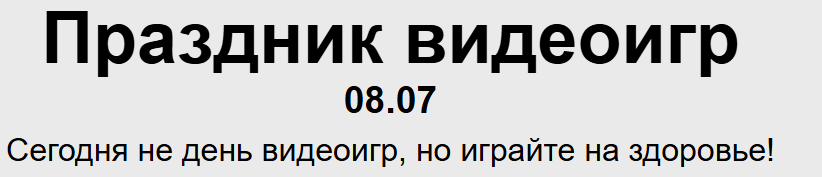 Праздник видеоигр
08.07
Сегодня не день видеоигр, но играйте на здоровье!